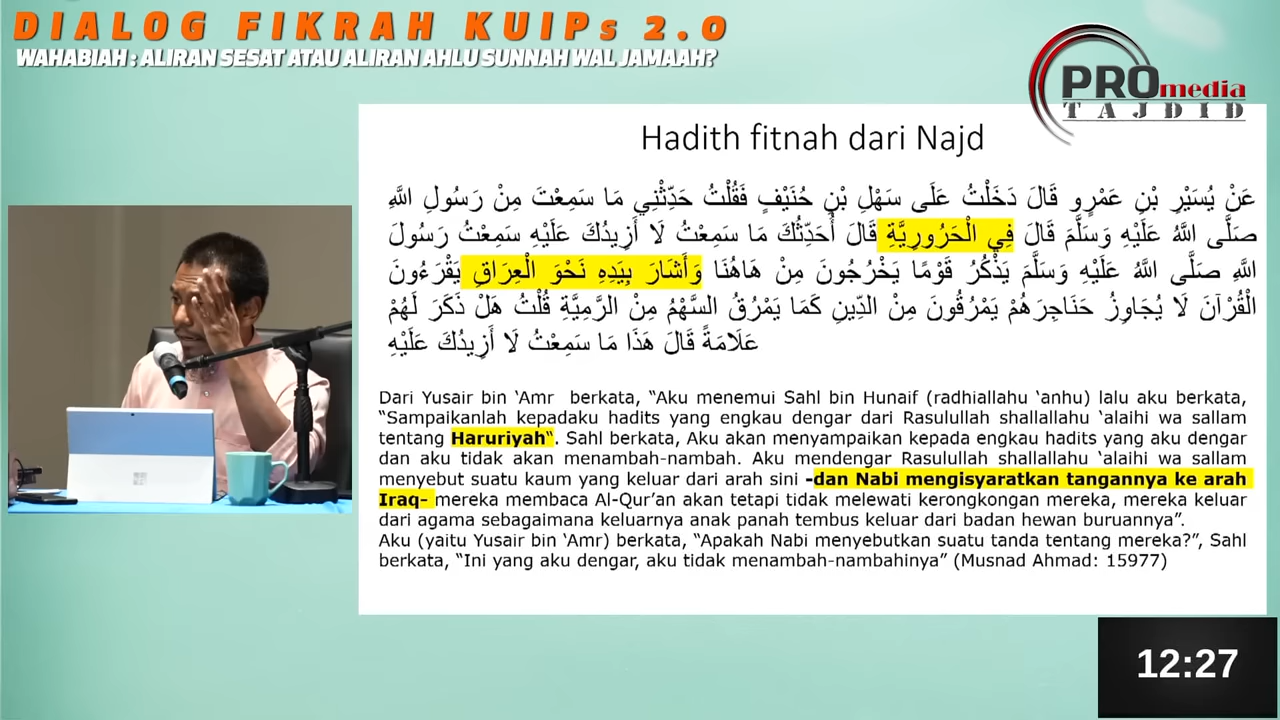 DIALOG FIKRAH KUIPs 2.0
WAHABIAH : ALIRAN SESAT ATAU ALIRAN AHLU SUNNAH WAL JAMAAH?
PROmedia
TAJDID
Hadith fitnah dari Najd
عَنْ يُسَيْرِ بْنِ عَمْرٍو قَالَ دَخَلْتُ عَلَى سَهْلِ بْنِ حُنَيْفٍ فَقُلْتُ حَدِّثْنِي مَا سَمِعْتَ مِنْ رَسُولِ اللَّهِ
صَلَّى اللَّهُ عَلَيْهِ وَسَلَّمَ قَالَ فِي الْحَرُورِيَّةِ قَالَ أُحَدِّثُكَ مَا سَمِعْتُ لَا أَزِيدُكَ عَلَيْهِ سَمِعْتُ رَسُولَ
اللَّهِ صَلَّى اللَّهُ عَلَيْهِ وَسَلَّمَ يَذْكُرُ قَوْمًا يَخْرُجُونَ مِنْ هَاهُنَا وَأَشَارَ بِيَدِهِ نَحْوَ الْعِرَاقِ يَقْرَءُونَ
الْقُرْآنَ لَا يُجَاوِزُ حَنَاجِرَهُمْ يَمْرُقُونَ مِنْ الدِّينِ كَمَا يَمْرُقُ السَّهْمُ مِنْ الرَّمِيَّةِ قُلْتُ هَلْ ذَكَرَ لَهُمْ
عَلَامَةً قَالَ هَذَا مَا سَمِعْتُ لَا أَزِيدُكَ عَلَيْهِ
Dari Yusair bin ‘Amr berkata, “Aku menemui Sahl bin Hunaif (radhiallahu ‘anhu) lalu aku berkata,
“Sampaikanlah kepadaku hadits yang engkau dengar dari Rasulullah shallallahu ‘alaihi wa sallam
tentang Haruriyah“. Sahl berkata, Aku akan menyampaikan kepada engkau hadits yang aku dengar
dan aku tidak akan menambah-nambah. Aku mendengar Rasulullah shallallahu ‘alaihi wa sallam
menyebut suatu kaum yang keluar dari arah sini -dan Nabi mengisyaratkan tangannya ke arah
Iraq- mereka membaca Al-Qur’an akan tetapi tidak melewati kerongkongan mereka, mereka keluar
dari agama sebagaimana keluarnya anak panah tembus keluar dari badan hewan buruannya”.
Aku (yaitu Yusair bin ‘Amr) berkata, “Apakah Nabi menyebutkan suatu tanda tentang mereka?”, Sahl
berkata, “Ini yang aku dengar, aku tidak menambah-nambahinya” (Musnad Ahmad: 15977)
12:27